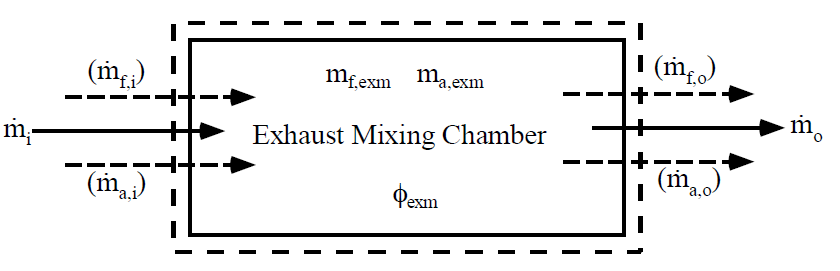 (ṁf,i) mf,exm ma,exm (ṁf,o)
ṁi Exhaust Mixing Chamber ṁo
(ṁa,i) ϕexm (ṁa,o)